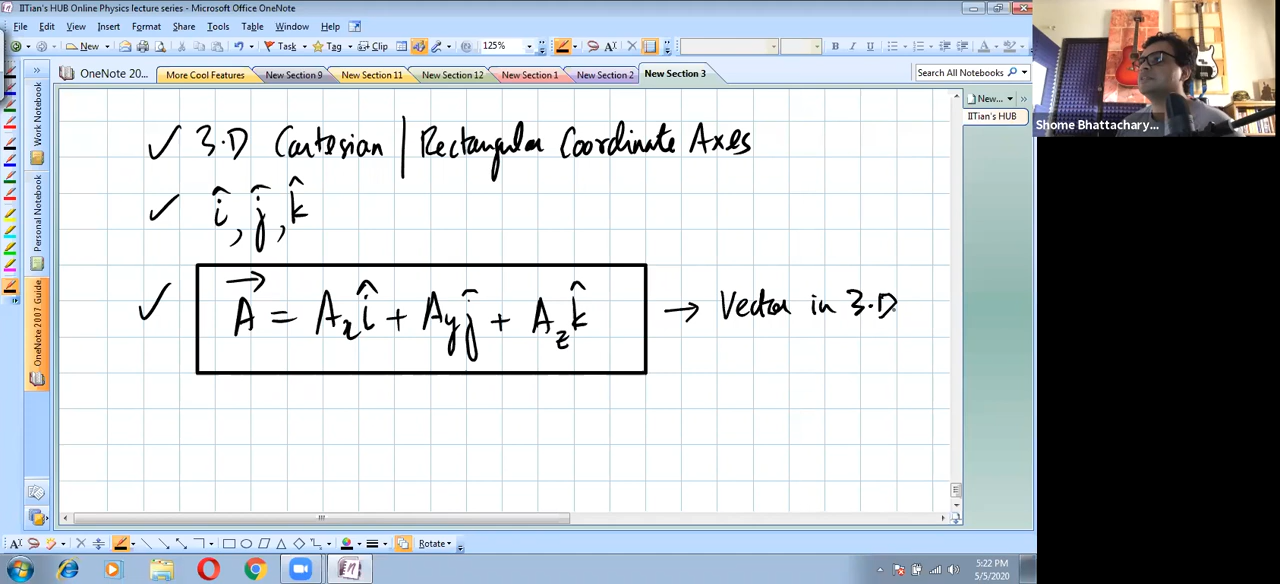 IITian's HUB Online Physics lecture series - Microsoft Office OneNote
File Edit View Insert Format Share Tools Table Window Help
New Task Tag Clip 125% B I U
OneNote 20... More Cool Features New Section 9 New Section 11 New Section 12 New Section 1 New Section 2 New Section 3 Search All Notebooks
New...
IITian's HUB
Work Notebook
Personal Notebook
OneNote 2007 Guide
Shome Bhattachary...
✓ 3.D Cartesian | Rectangular Coordinate Axes
✓ î, ĵ, k̂
✓ A⃗ = Aₓ î + A_y ĵ + A_z k̂ → Vector in 3.D
Rotate
5:22 PM
5/5/2020